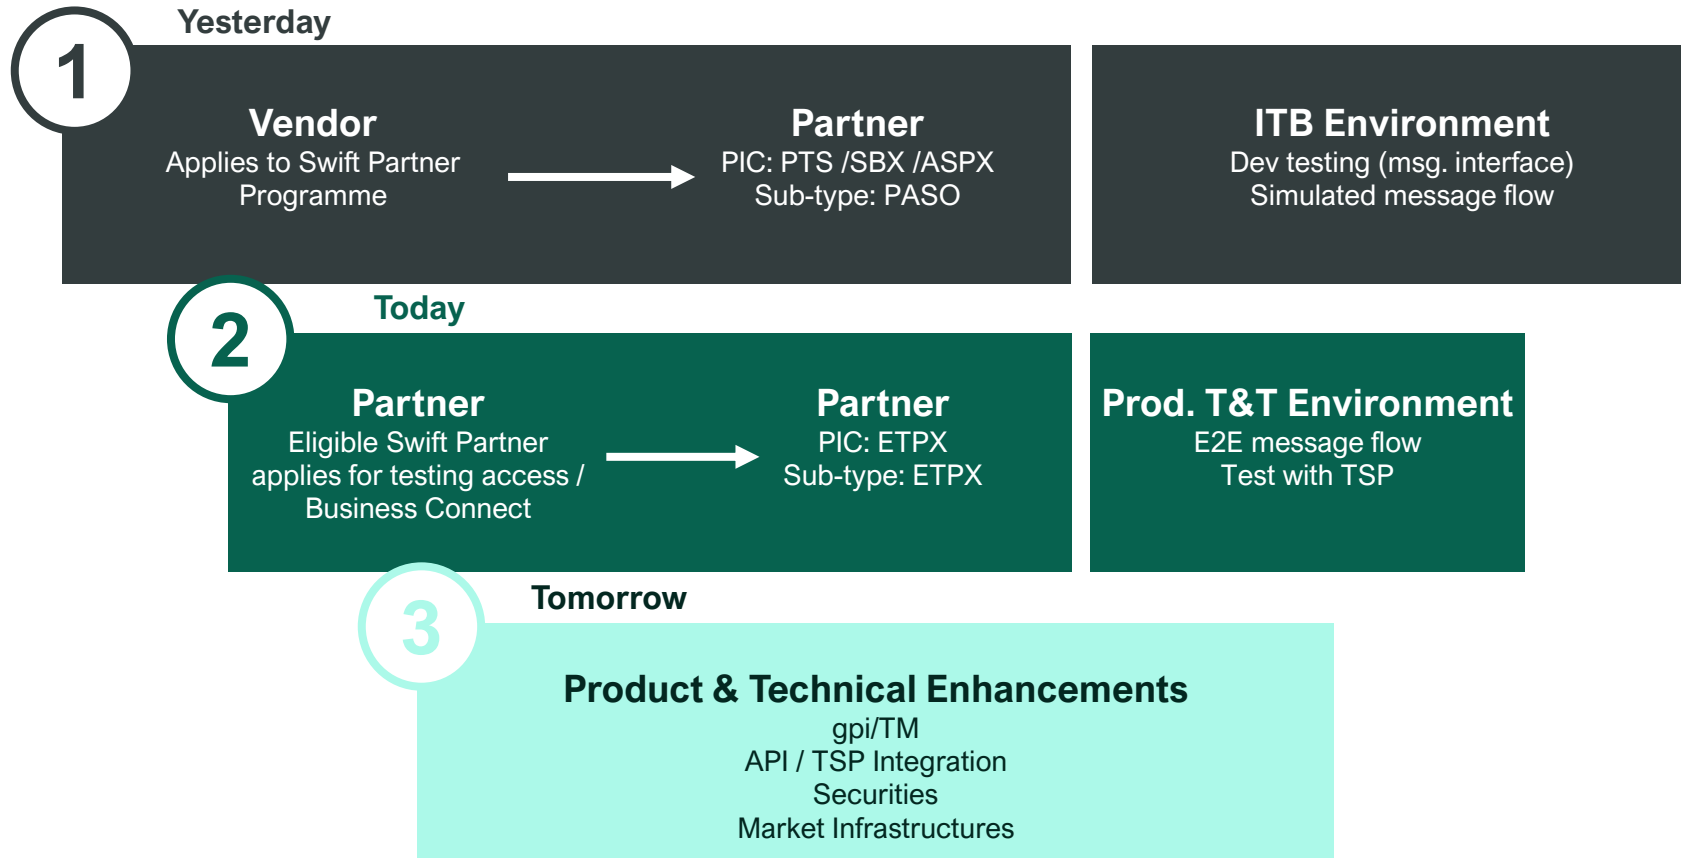 Yesterday
1
Vendor
Applies to Swift Partner
Programme
Partner
PIC: PTS /SBX /ASPX
Sub-type: PASO
ITB Environment
Dev testing (msg. interface)
Simulated message flow
Today
2
Partner
Eligible Swift Partner
applies for testing access /
Business Connect
Partner
PIC: ETPX
Sub-type: ETPX
Prod. T&T Environment
E2E message flow
Test with TSP
Tomorrow
3
Product & Technical Enhancements
gpi/TM
API / TSP Integration
Securities
Market Infrastructures